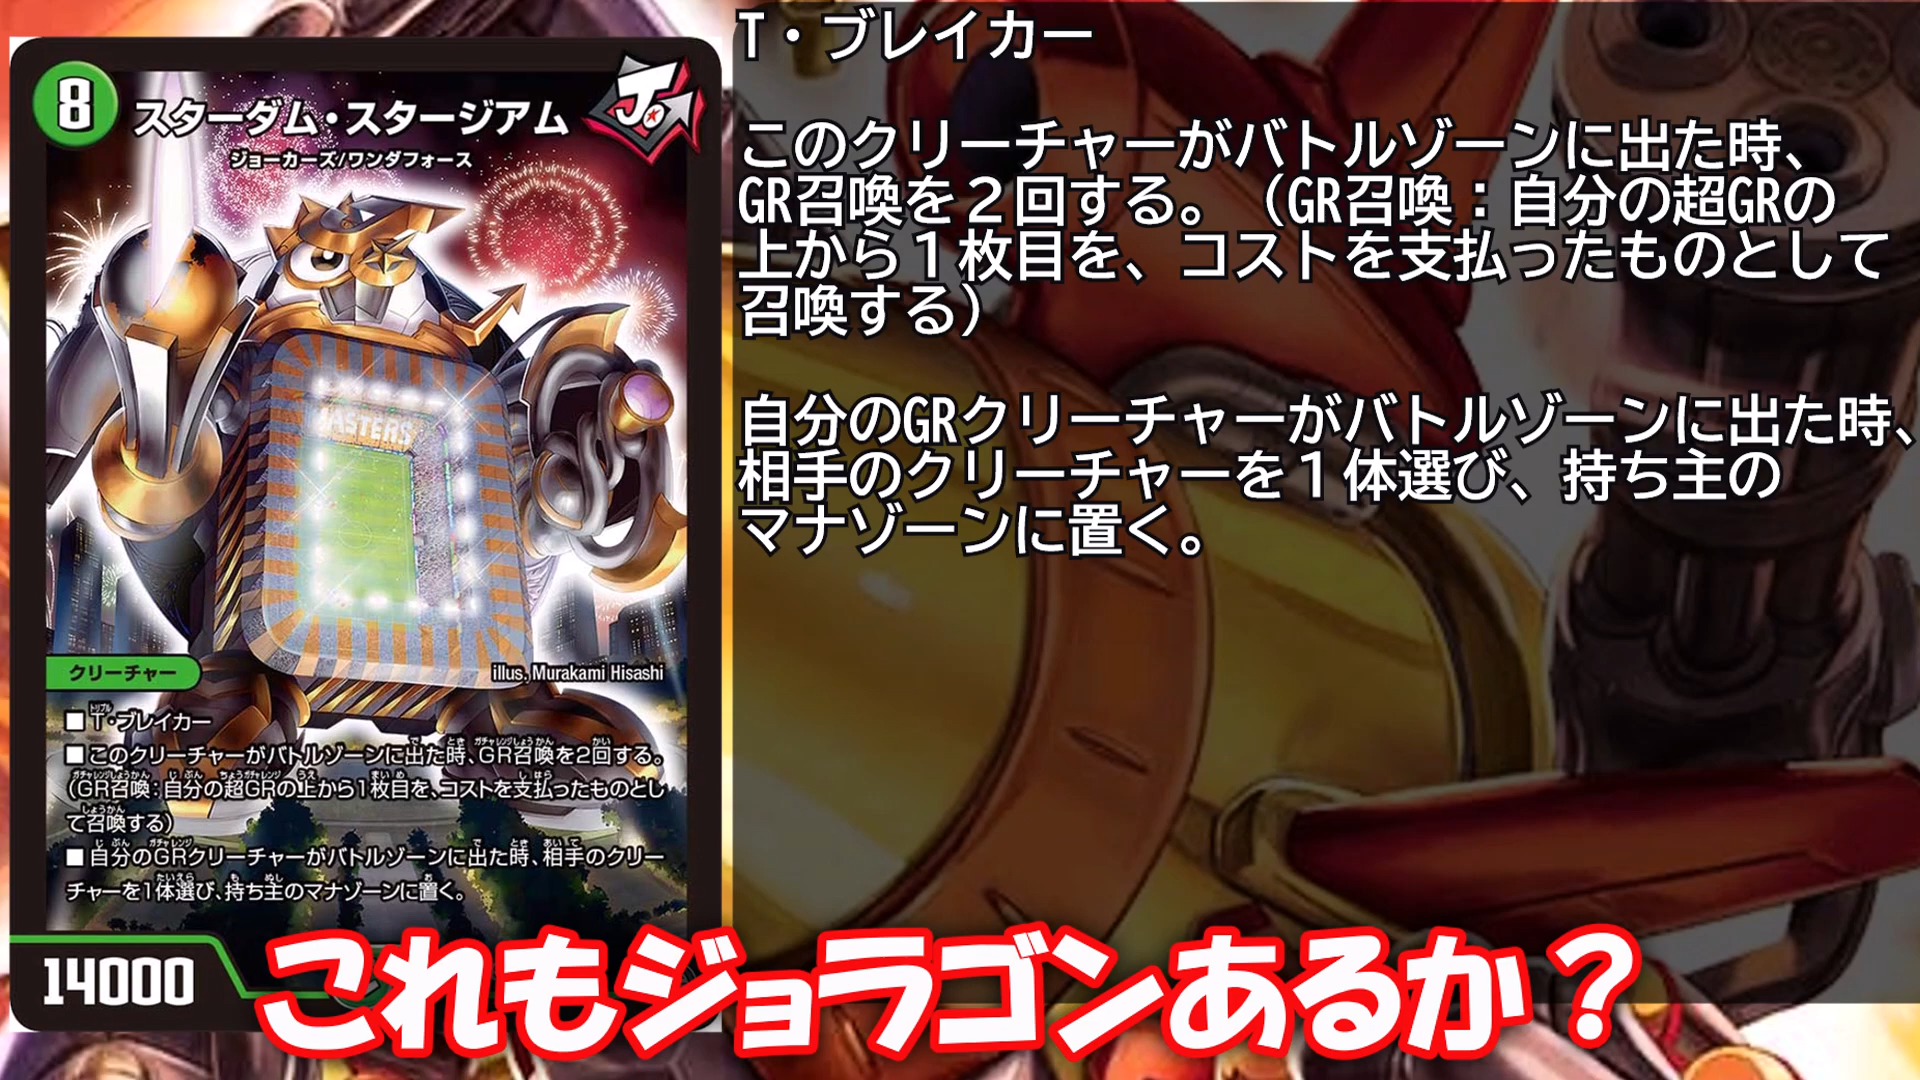 8
スターダム・スタージアム
ジョーカーズ/ワンダフォース
J
MASTERS
クリーチャー
illus. Murakami Hisashi
■T・ブレイカー
■このクリーチャーがバトルゾーンに出た時、GR召喚を2回する。
(GR召喚：自分の超GRの上から1枚目を、コストを支払ったものとし
て召喚する)
■自分のGRクリーチャーがバトルゾーンに出た時、相手のクリー
チャーを1体選び、持ち主のマナゾーンに置く。
14000
T・ブレイカー
このクリーチャーがバトルゾーンに出た時、
GR召喚を２回する。（GR召喚：自分の超GRの
上から１枚目を、コストを支払ったものとして
召喚する）
自分のGRクリーチャーがバトルゾーンに出た時、
相手のクリーチャーを１体選び、持ち主の
マナゾーンに置く。
これもジョラゴンあるか？